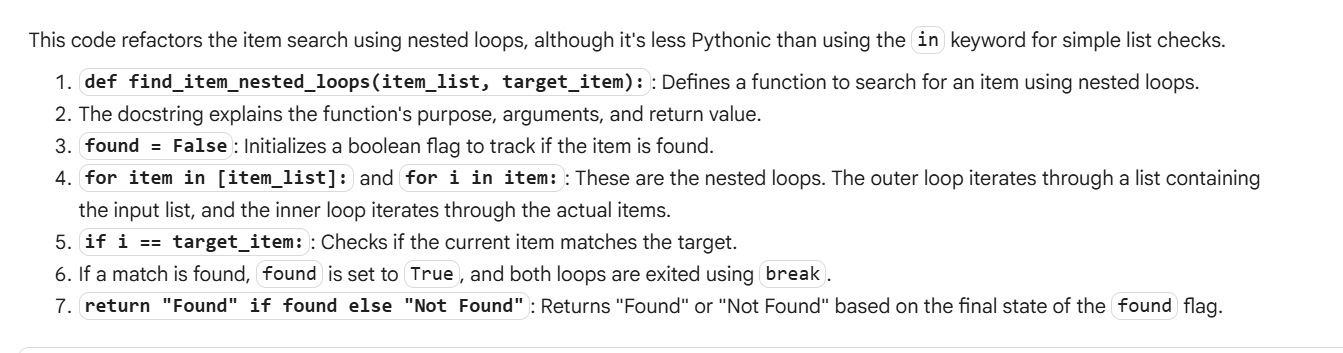 This code refactors the item search using nested loops, although it's less Pythonic than using the in keyword for simple list checks.
1. def find_item_nested_loops(item_list, target_item): : Defines a function to search for an item using nested loops.
2. The docstring explains the function's purpose, arguments, and return value.
3. found = False : Initializes a boolean flag to track if the item is found.
4. for item in [item_list]: and for i in item: : These are the nested loops. The outer loop iterates through a list containing
the input list, and the inner loop iterates through the actual items.
5. if i == target_item: : Checks if the current item matches the target.
6. If a match is found, found is set to True , and both loops are exited using break .
7. return "Found" if found else "Not Found" : Returns "Found" or "Not Found" based on the final state of the found flag.